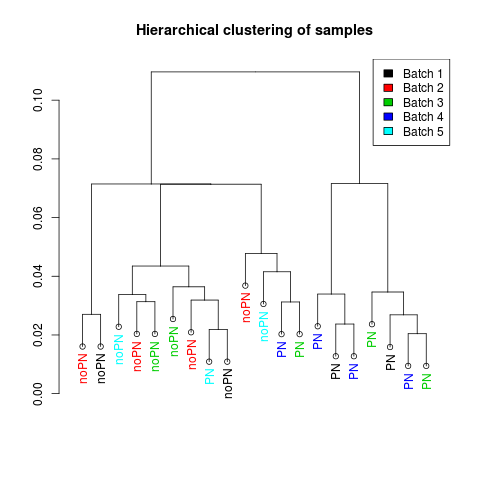 Hierarchical clustering of samples
Batch 1
Batch 2
Batch 3
Batch 4
Batch 5
0.10
0.08
0.06
0.04
0.02
0.00
noPN
noPN
noPN
noPN
noPN
noPN
noPN
PN
noPN
noPN
noPN
PN
PN
PN
PN
PN
PN
PN
PN
PN